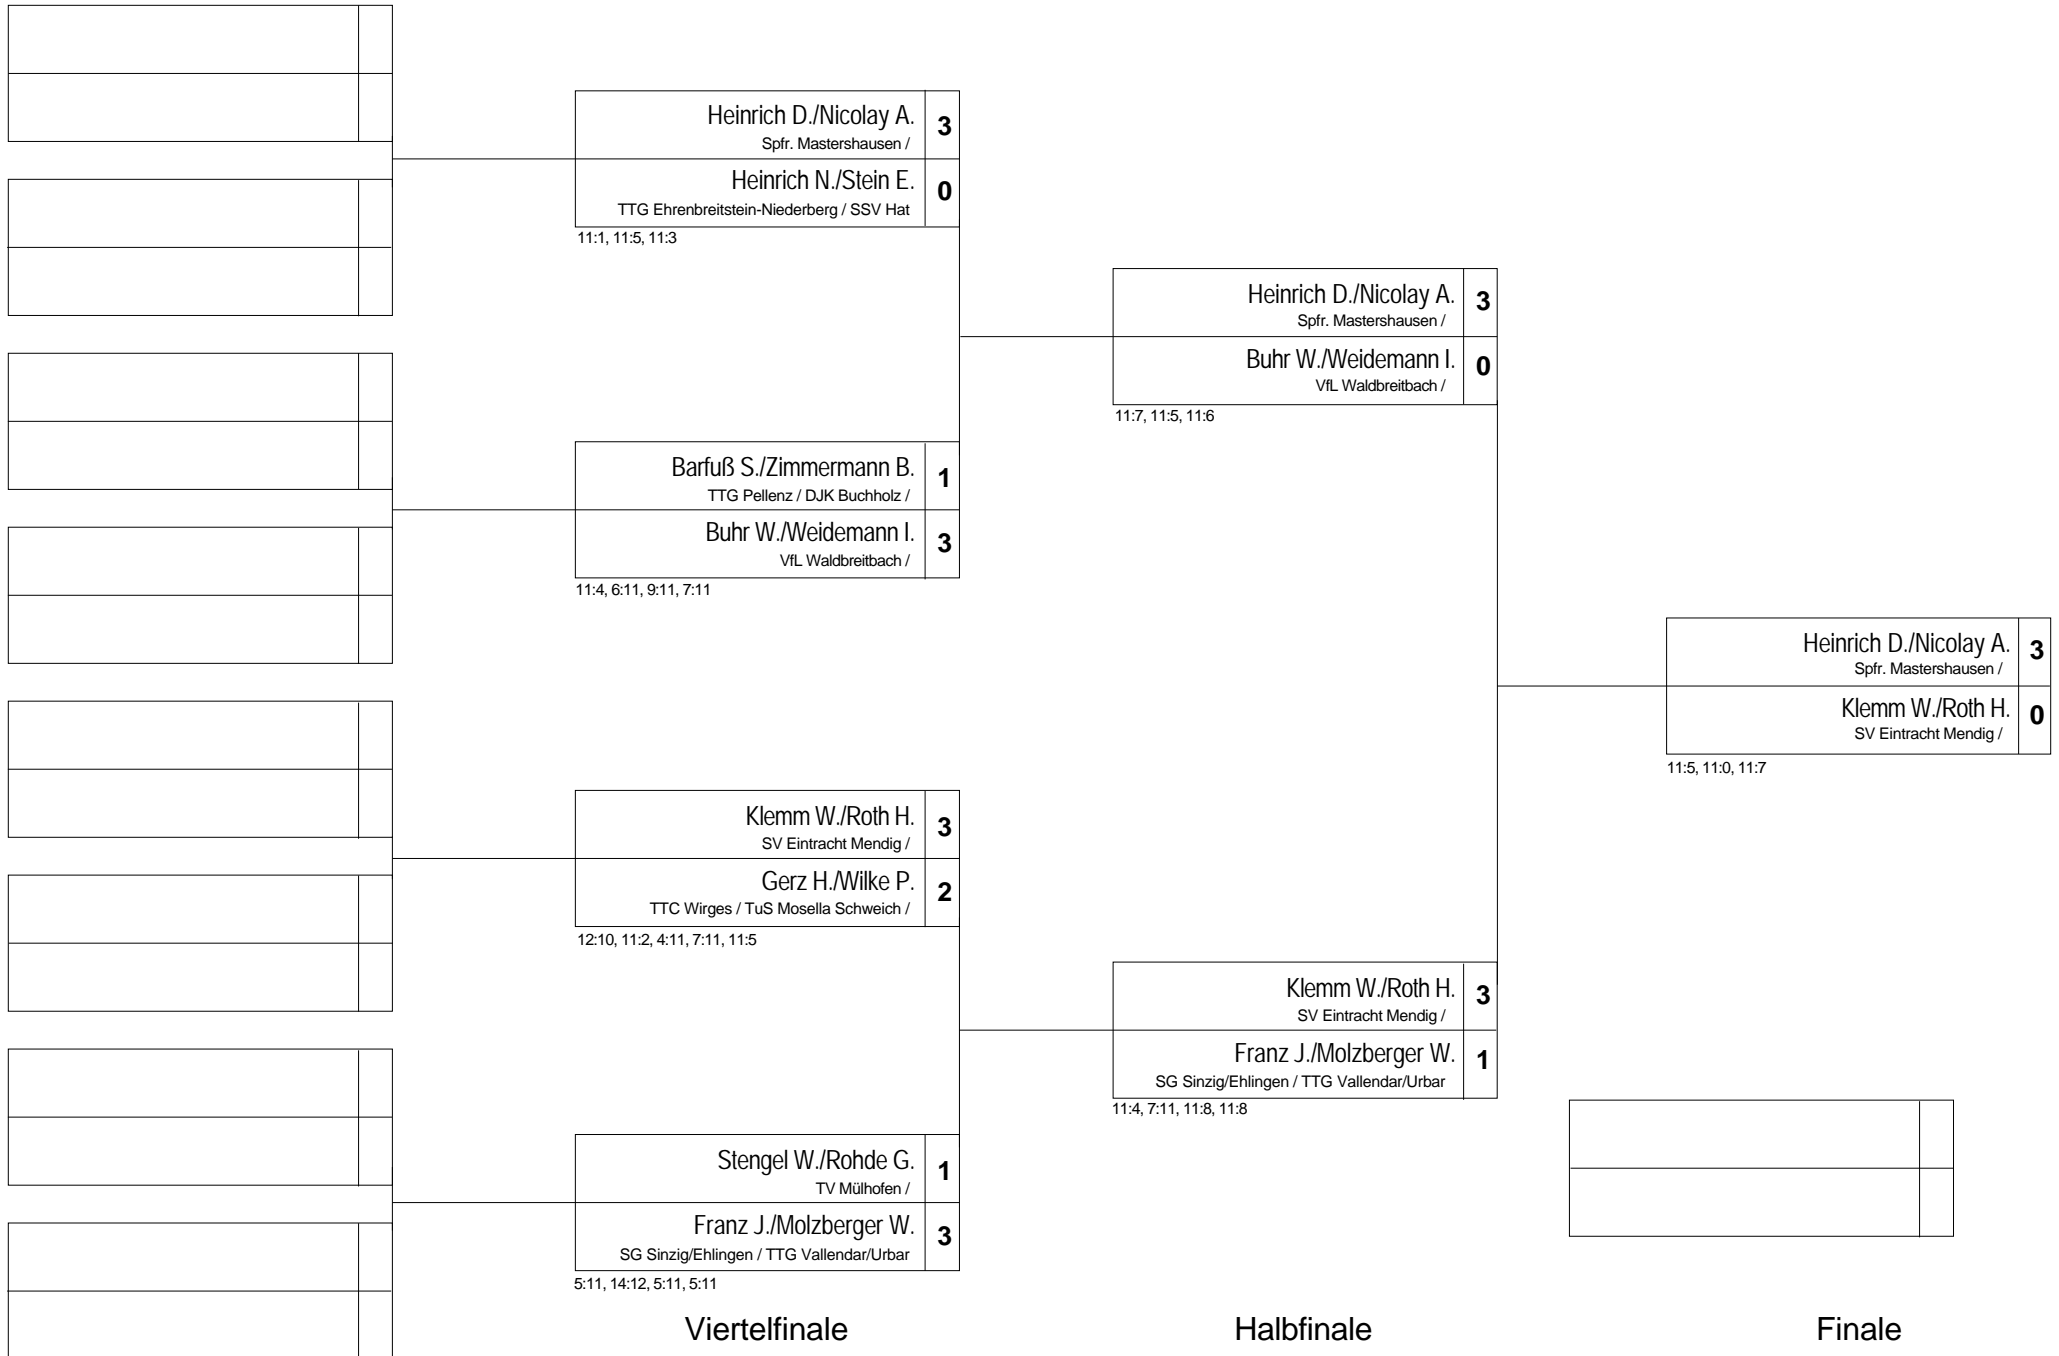 Heinrich D./Nicolay A. 3
Spfr. Mastershausen /
Heinrich N./Stein E. 0
TTG Ehrenbreitstein-Niederberg / SSV Hat
11:1, 11:5, 11:3
Barfuß S./Zimmermann B. 1
TTG Pellenz / DJK Buchholz /
Buhr W./Weidemann I. 3
VfL Waldbreitbach /
11:4, 6:11, 9:11, 7:11
Klemm W./Roth H. 3
SV Eintracht Mendig /
Gerz H./Wilke P. 2
TTC Wirges / TuS Mosella Schweich /
12:10, 11:2, 4:11, 7:11, 11:5
Stengel W./Rohde G. 1
TV Mülhofen /
Franz J./Molzberger W. 3
SG Sinzig/Ehlingen / TTG Vallendar/Urbar
5:11, 14:12, 5:11, 5:11
Viertelfinale
Heinrich D./Nicolay A. 3
Spfr. Mastershausen /
Buhr W./Weidemann I. 0
VfL Waldbreitbach /
11:7, 11:5, 11:6
Klemm W./Roth H. 3
SV Eintracht Mendig /
Franz J./Molzberger W. 1
SG Sinzig/Ehlingen / TTG Vallendar/Urbar
11:4, 7:11, 11:8, 11:8
Halbfinale
Heinrich D./Nicolay A. 3
Spfr. Mastershausen /
Klemm W./Roth H. 0
SV Eintracht Mendig /
11:5, 11:0, 11:7
Finale